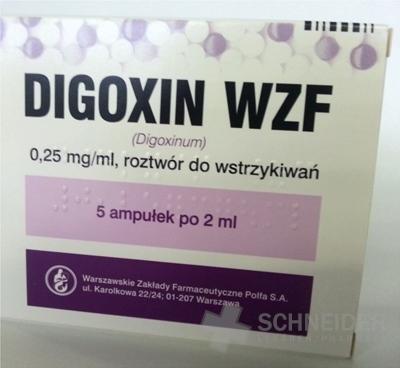 DIGOXIN WZF
(Digoxinum)
0,25 mg/ml, roztwór do wstrzykiwań
5 ampułek po 2 ml
Warszawskie Zakłady Farmaceutyczne Polfa S.A.
ul. Karolkowa 22/24; 01-207 Warszawa
SCHNEIDER